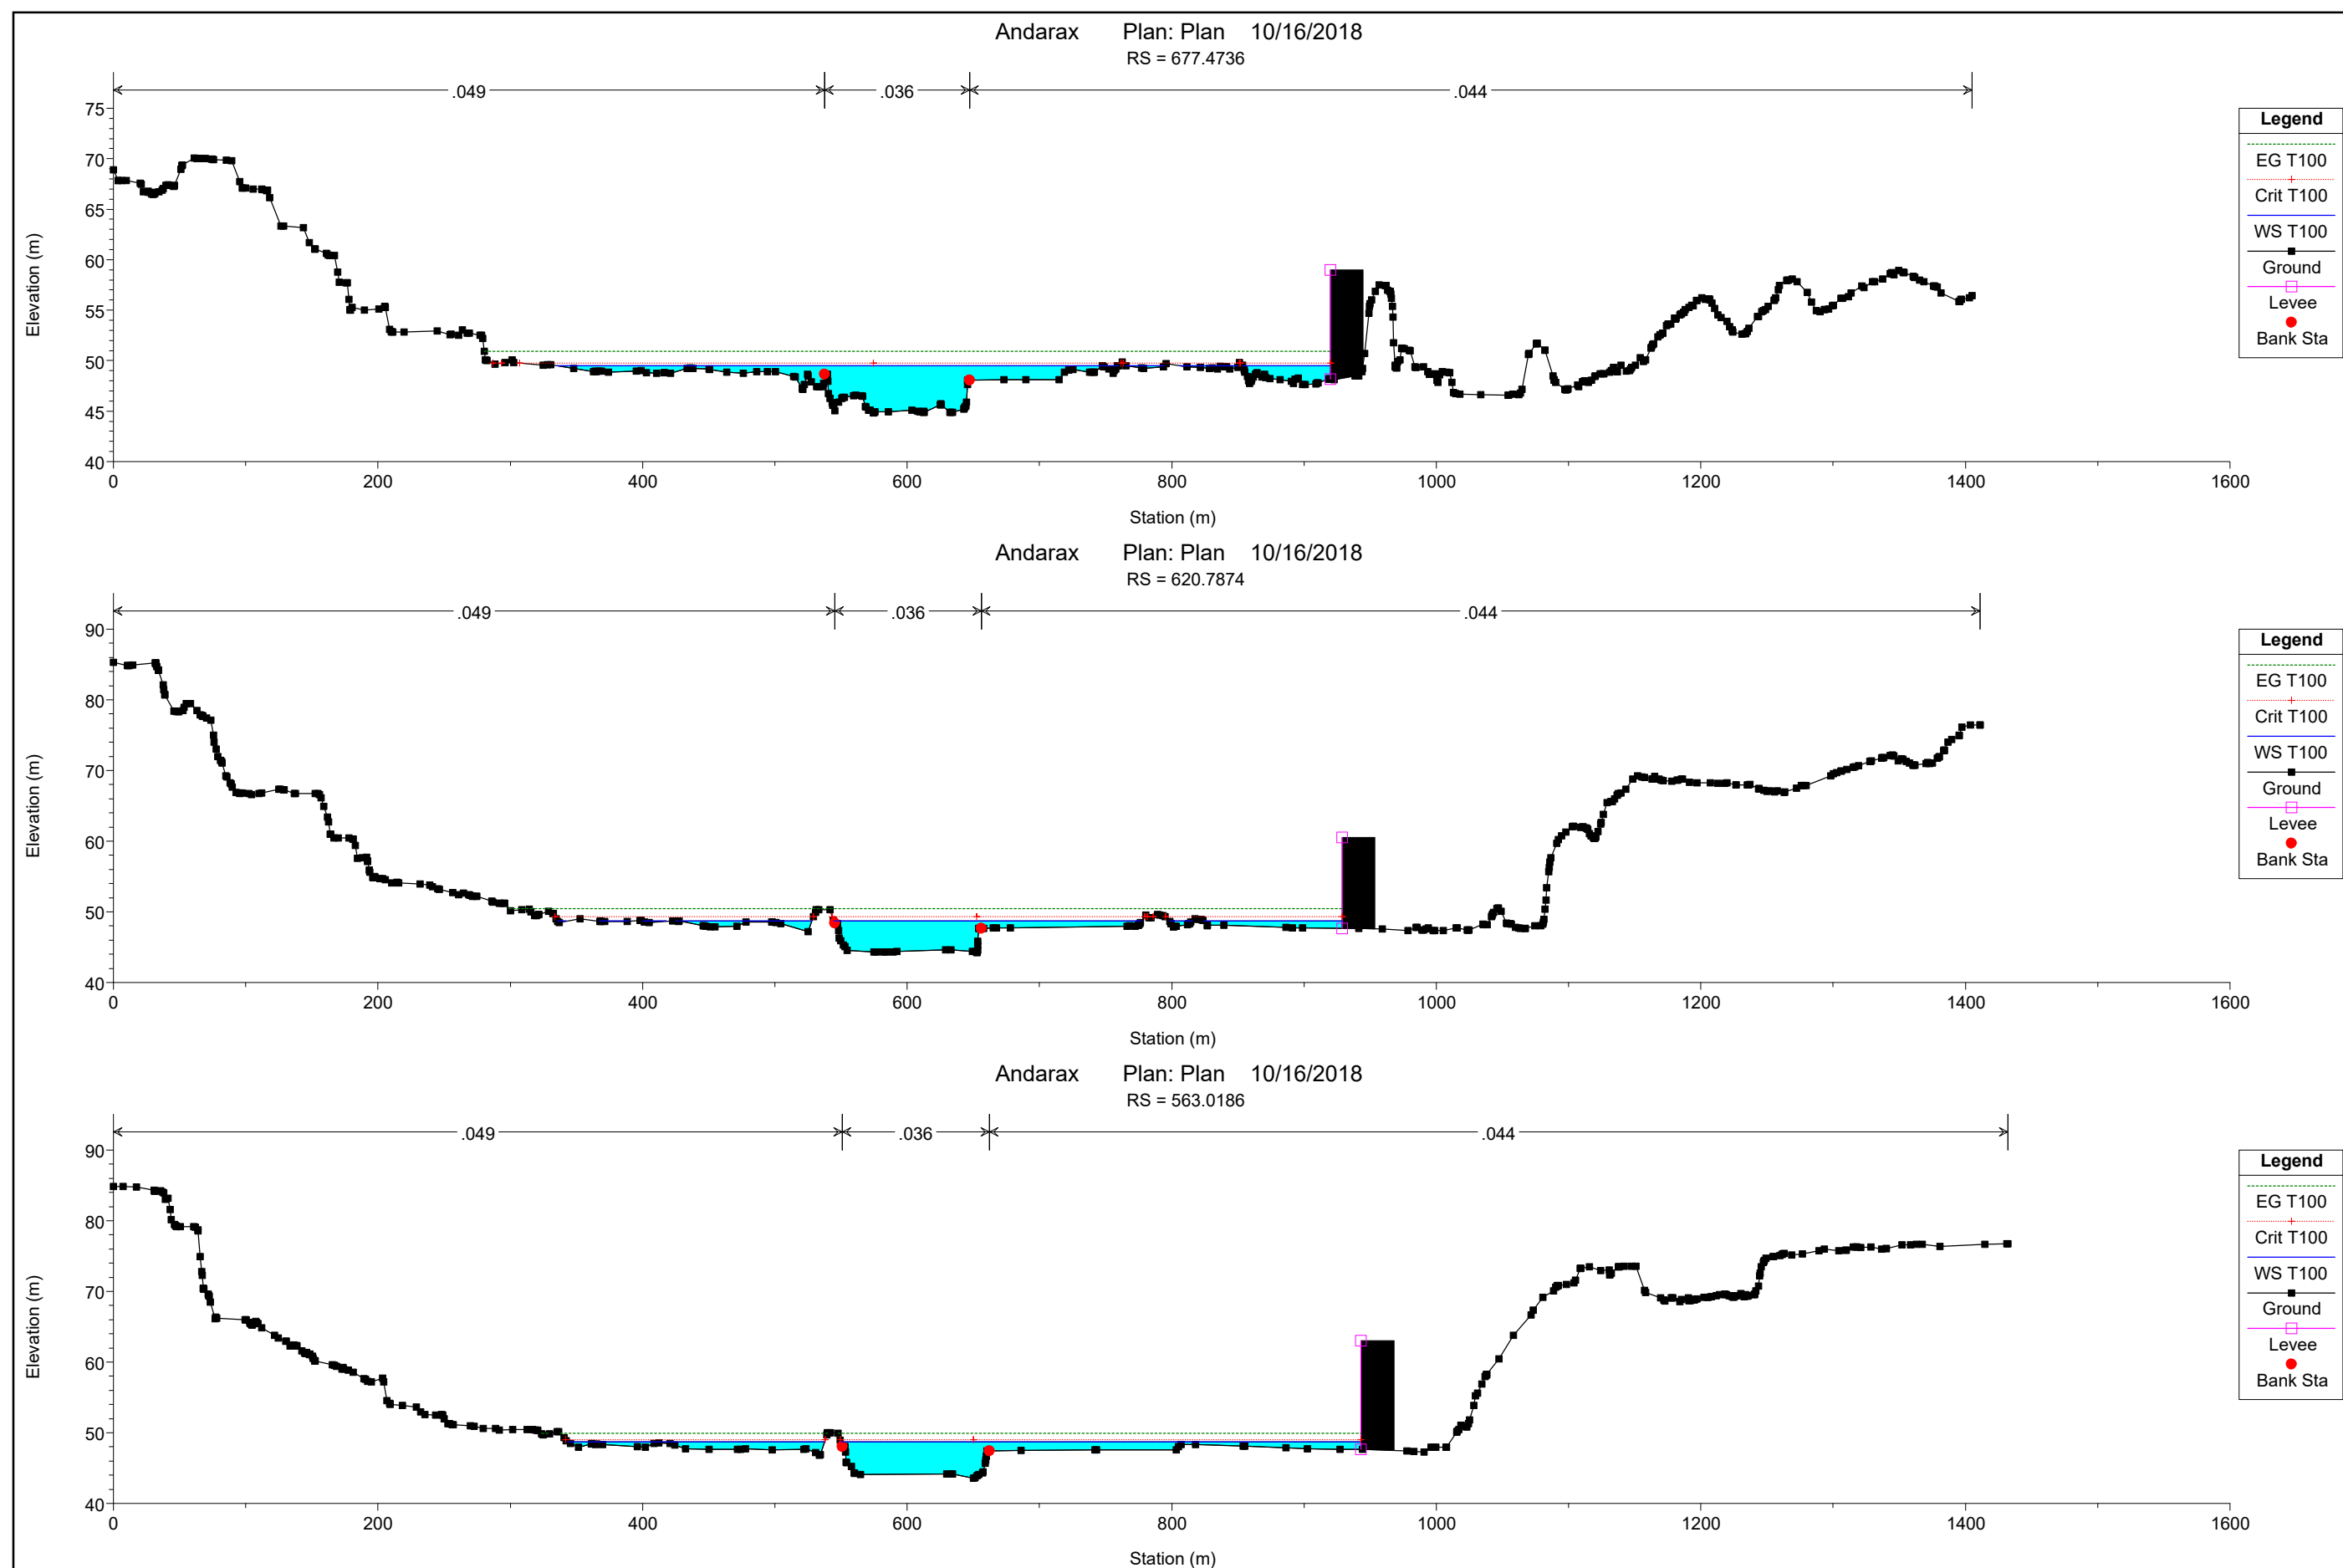 Andarax Plan: Plan 10/16/2018
RS = 677.4736
.049 .036 .044
75
70
65
60
55
50
45
40
Elevation (m)
0 200 400 600 800 1000 1200 1400 1600
Station (m)
Legend
EG T100
Crit T100
WS T100
Ground
Levee
Bank Sta
Andarax Plan: Plan 10/16/2018
RS = 620.7874
.049 .036 .044
90
80
70
60
50
40
Elevation (m)
0 200 400 600 800 1000 1200 1400 1600
Station (m)
Legend
EG T100
Crit T100
WS T100
Ground
Levee
Bank Sta
Andarax Plan: Plan 10/16/2018
RS = 563.0186
.049 .036 .044
90
80
70
60
50
40
Elevation (m)
0 200 400 600 800 1000 1200 1400 1600
Station (m)
Legend
EG T100
Crit T100
WS T100
Ground
Levee
Bank Sta